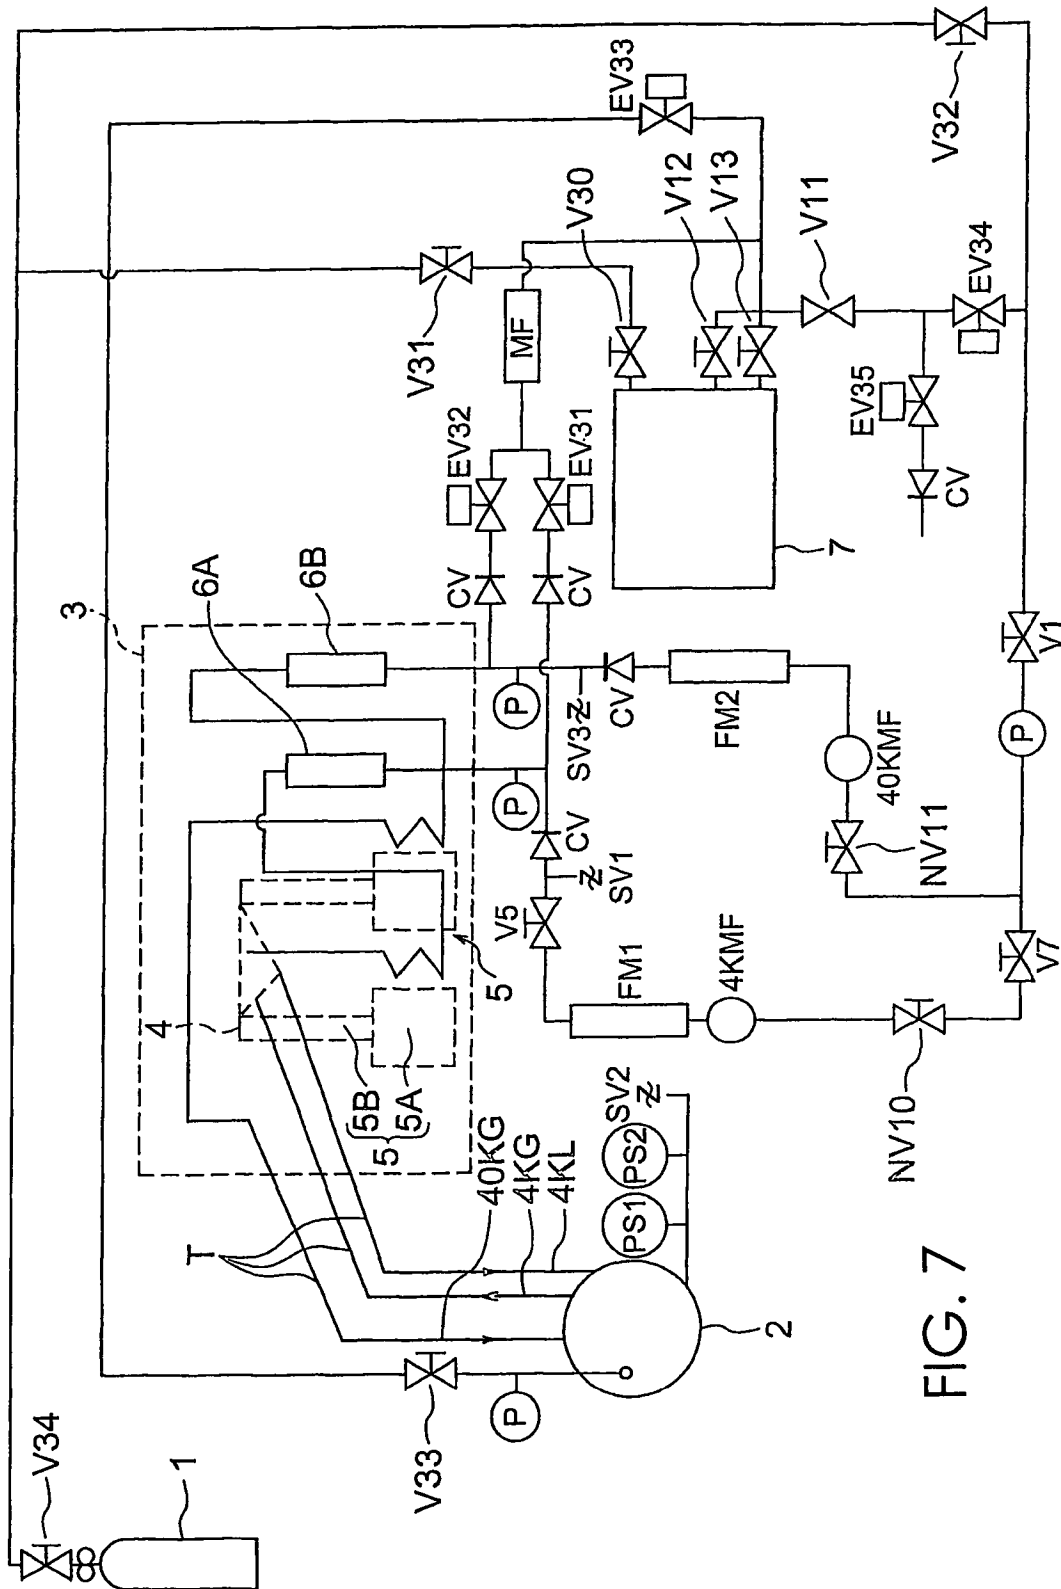 V34
1
V33
P
T
40KG
4KG
4KL
2
PS1
PS2
SV2
3
4
5B
5A
5
5
6A
6B
P
P
SV3
CV
FM2
40KMF
NV11
CV
SV1
V5
FM1
4KMF
NV10
V7
P
V1
CV
CV
EV32
EV31
MF
V31
V30
EV33
V12
V13
V11
7
EV35
CV
EV34
V32
FIG. 7